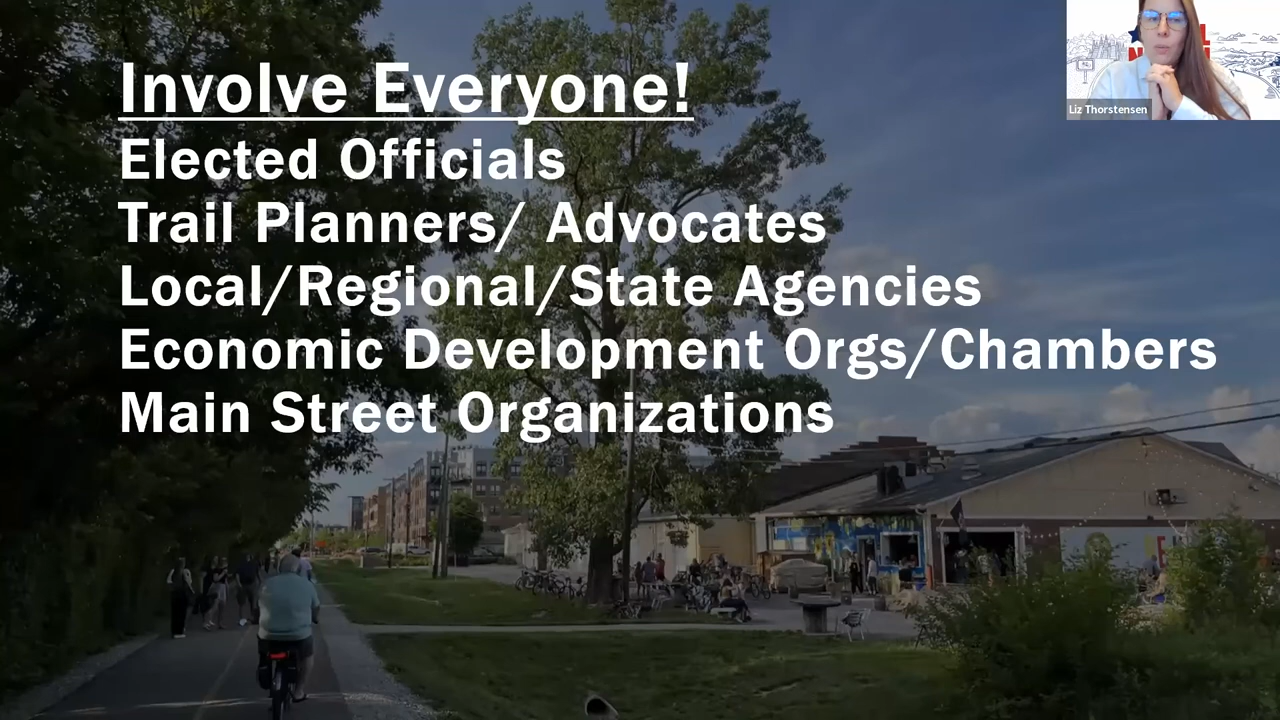 Involve Everyone!
Elected Officials
Trail Planners/ Advocates
Local/Regional/State Agencies
Economic Development Orgs/Chambers
Main Street Organizations
Liz Thorstensen